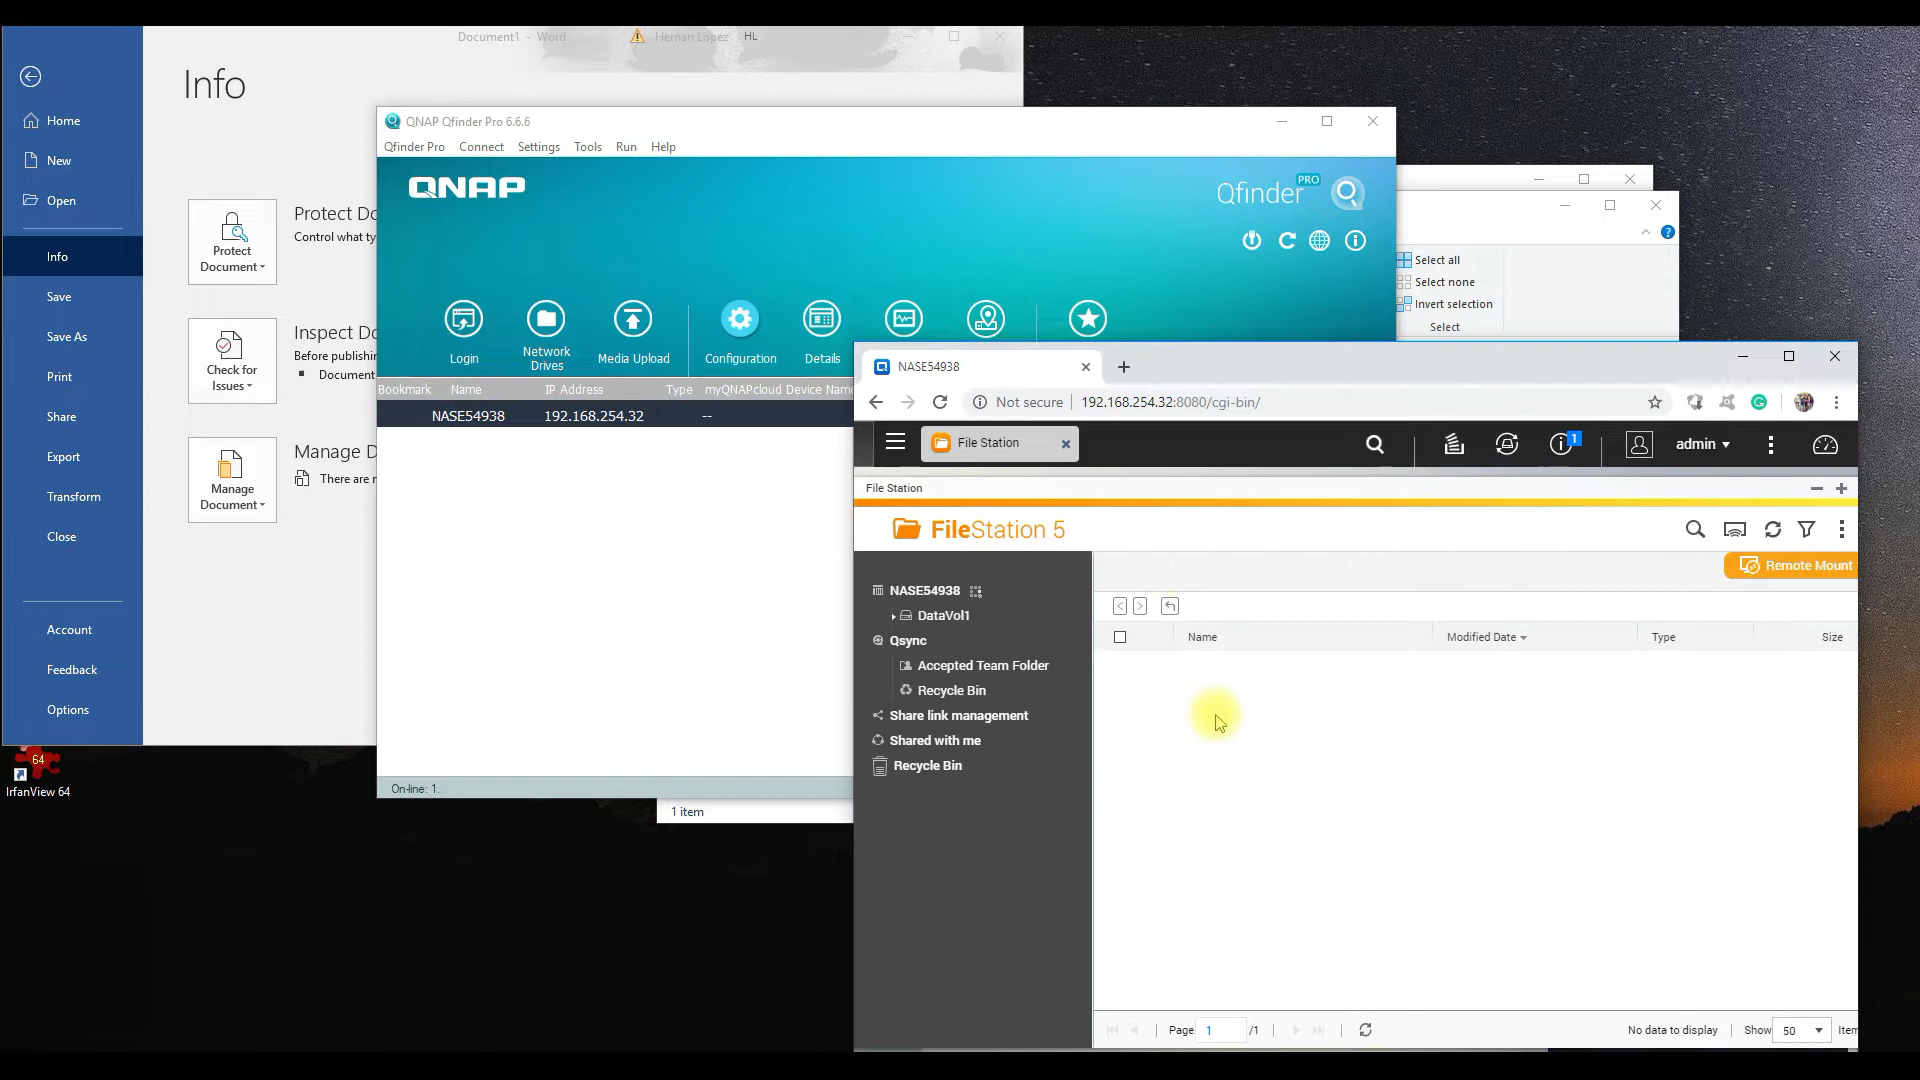 Document1 - Word
Hernan Lopez
HL
Info
Home
New
Open
Info
Save
Save As
Print
Share
Export
Transform
Close
Account
Feedback
Options
Protect Document
Protect Do
Control what ty
Check for Issues
Inspect Do
Before publishin
Document
Manage Document
Manage D
There are n
64
IrfanView 64
QNAP Qfinder Pro 6.6.6
Qfinder Pro Connect Settings Tools Run Help
QNAP
Qfinder PRO
Login
Network Drives
Media Upload
Configuration
Details
Bookmark Name IP Address Type myQNAPcloud Device Name
NASE54938 192.168.254.32 --
On-line: 1.
1 item
Select all
Select none
Invert selection
Select
NASE54938
Not secure 192.168.254.32:8080/cgi-bin/
File Station
1
admin
File Station
FileStation 5
Remote Mount
NASE54938
DataVol1
Qsync
Accepted Team Folder
Recycle Bin
Share link management
Shared with me
Recycle Bin
Name Modified Date Type Size
Page 1 /1
No data to display
Show 50 Item